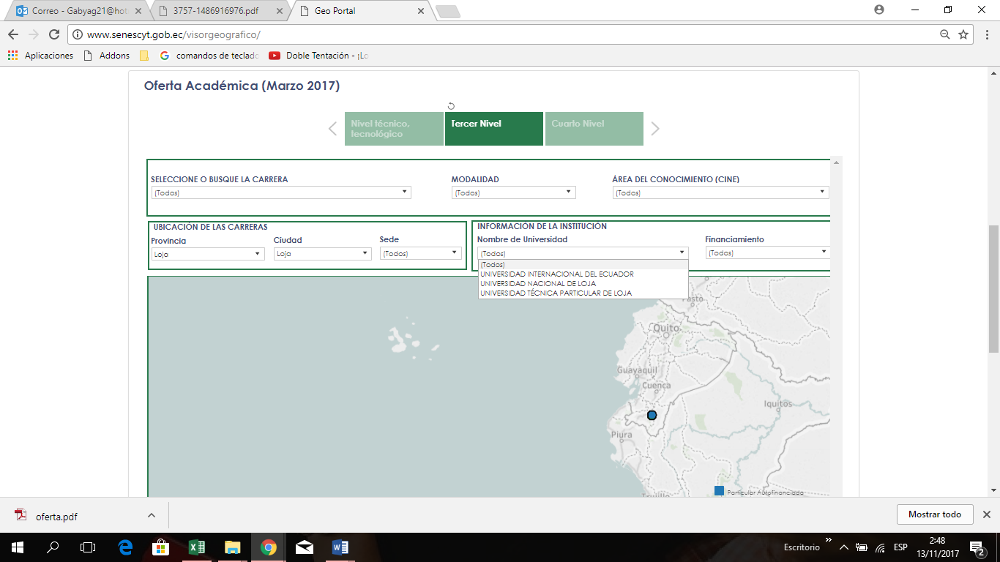 Correo - Gabyag21@hot
3757-1486916976.pdf
Geo Portal
www.senescyt.gob.ec/visorgeografico/
Aplicaciones
Addons
comandos de teclado
Doble Tentación - ¡Lo
Oferta Académica (Marzo 2017)
Nivel técnico, tecnológico
Tercer Nivel
Cuarto Nivel
SELECCIONE O BUSQUE LA CARRERA
MODALIDAD
ÁREA DEL CONOCIMIENTO (CINE)
(Todos)
(Todos)
(Todos)
UBICACIÓN DE LAS CARRERAS
INFORMACIÓN DE LA INSTITUCIÓN
Provincia
Ciudad
Sede
Nombre de Universidad
Financiamiento
Loja
Loja
(Todos)
(Todos)
(Todos)
(Todos)
UNIVERSIDAD INTERNACIONAL DEL ECUADOR
UNIVERSIDAD NACIONAL DE LOJA
UNIVERSIDAD TÉCNICA PARTICULAR DE LOJA
Pasto
Quito
Guayaquil
Cuenca
Iquitos
Piura
Trujillo
Particular Autofinanciada
oferta.pdf
Mostrar todo
Escritorio
ESP
2:48
13/11/2017
2